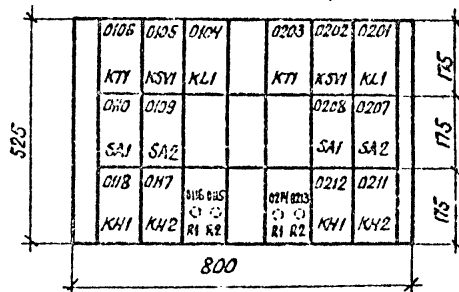 0106 0105 0104 0203 0202 0201
KT1 KSV1 KL1 KT1 KSV1 KL1
175
0110 0109 0208 0207
SA1 SA2 SA1 SA2
525
175
0118 0117 0116 0115 0214 0213 0212 0211
KH1 KH2 R1 R2 R1 R2 KH1 KH2
175
800